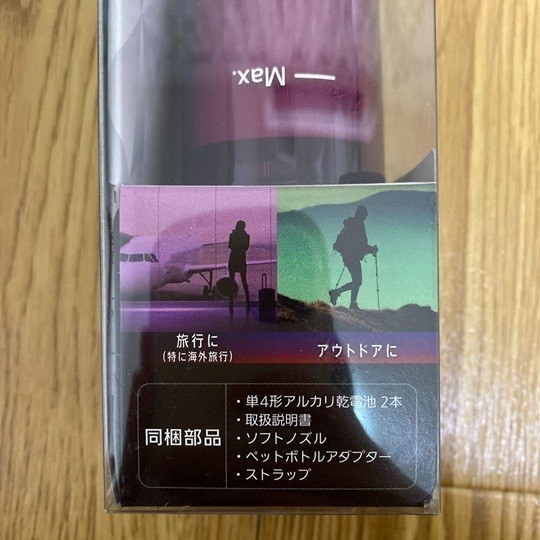 Max.
旅行に
(特に海外旅行)
アウトドアに
同梱部品
・単4形アルカリ乾電池 2本
・取扱説明書
・ソフトノズル
・ペットボトルアダプター
・ストラップ